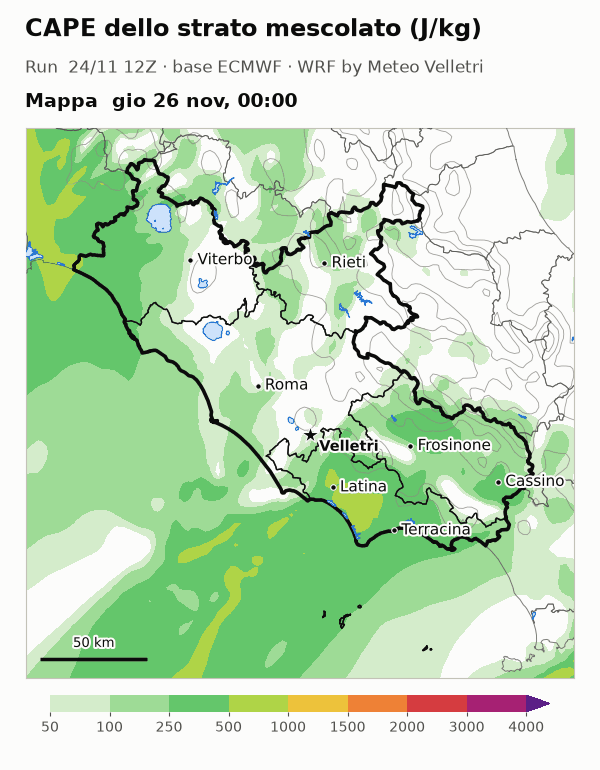 CAPE dello strato mescolato (J/kg)
Run  24/11 12Z · base ECMWF · WRF by Meteo Velletri
Mappa  gio 26 nov, 00:00
Viterbo
Rieti
Roma
Velletri
Frosinone
Latina
Cassino
Terracina
50 km
50 100 250 500 1000 1500 2000 3000 4000